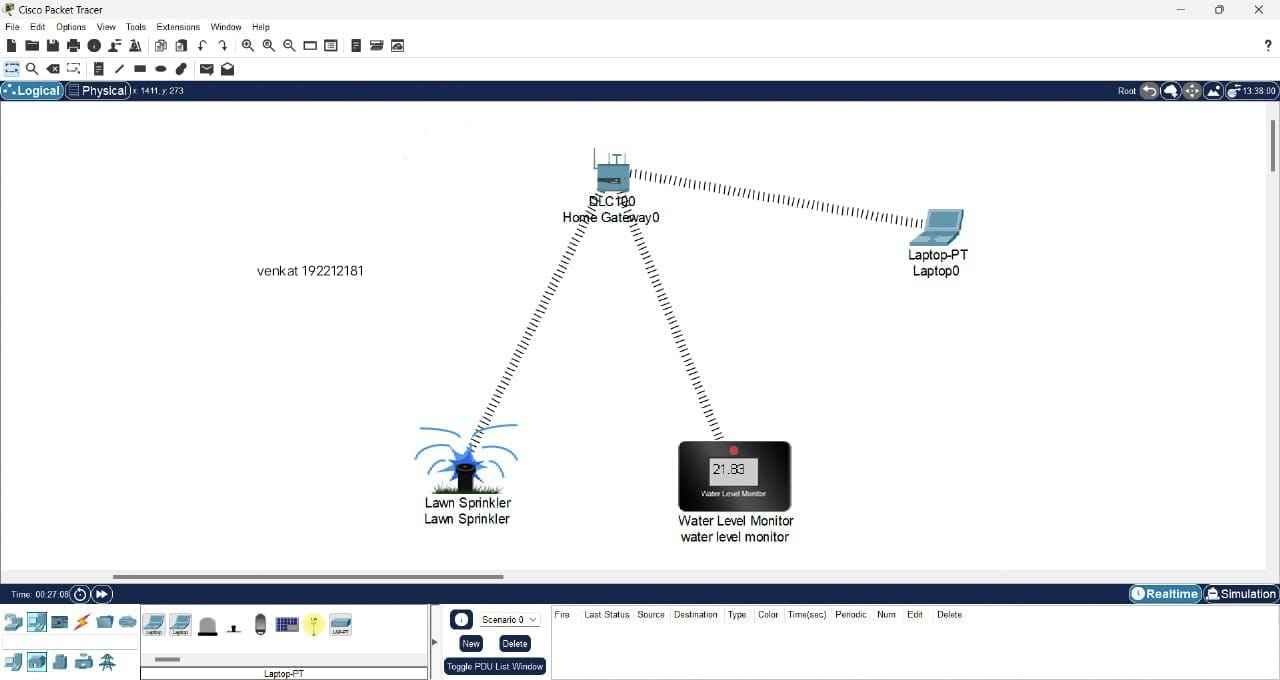 Cisco Packet Tracer
File Edit Options View Tools Extensions Window Help
?
Logical Physical x: 1411, y: 273 Root 13:38:00
DLC100
Home Gateway0
Laptop-PT
Laptop0
venkat 192212181
21.83
Water Level Monitor
Lawn Sprinkler
Lawn Sprinkler
Water Level Monitor
water level monitor
Time: 00:27:08 Realtime Simulation
Scenario 0
Fire Last Status Source Destination Type Color Time(sec) Periodic Num Edit Delete
Laptop Laptop
New Delete
Toggle PDU List Window
Laptop-PT